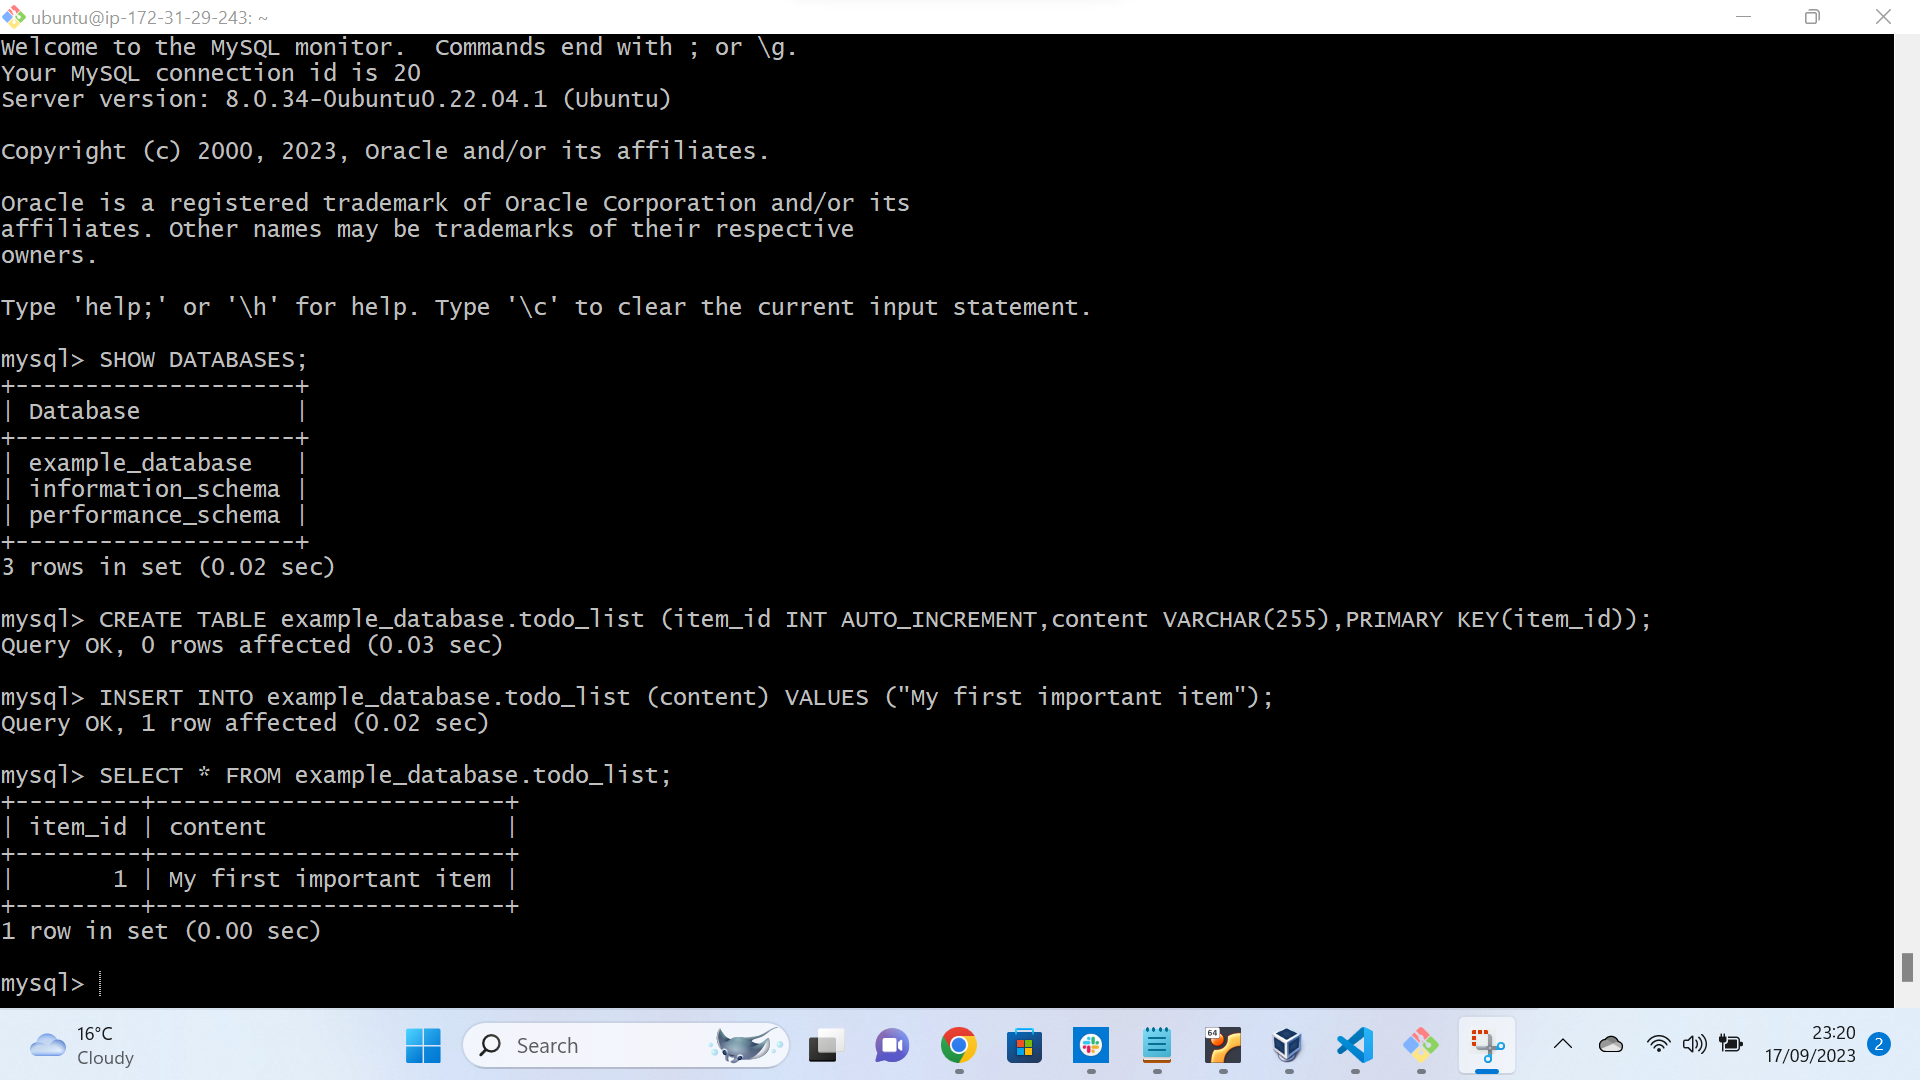 ubuntu@ip-172-31-29-243: ~
Welcome to the MySQL monitor.  Commands end with ; or \g.
Your MySQL connection id is 20
Server version: 8.0.34-0ubuntu0.22.04.1 (Ubuntu)
Copyright (c) 2000, 2023, Oracle and/or its affiliates.
Oracle is a registered trademark of Oracle Corporation and/or its
affiliates. Other names may be trademarks of their respective
owners.
Type 'help;' or '\h' for help. Type '\c' to clear the current input statement.
mysql> SHOW DATABASES;
+--------------------+
| Database           |
+--------------------+
| example_database   |
| information_schema |
| performance_schema |
+--------------------+
3 rows in set (0.02 sec)
mysql> CREATE TABLE example_database.todo_list (item_id INT AUTO_INCREMENT,content VARCHAR(255),PRIMARY KEY(item_id));
Query OK, 0 rows affected (0.03 sec)
mysql> INSERT INTO example_database.todo_list (content) VALUES ("My first important item");
Query OK, 1 row affected (0.02 sec)
mysql> SELECT * FROM example_database.todo_list;
+---------+-------------------------+
| item_id | content                 |
+---------+-------------------------+
|       1 | My first important item |
+---------+-------------------------+
1 row in set (0.00 sec)
mysql>
16°C
Cloudy
Search
64
23:20
17/09/2023
2